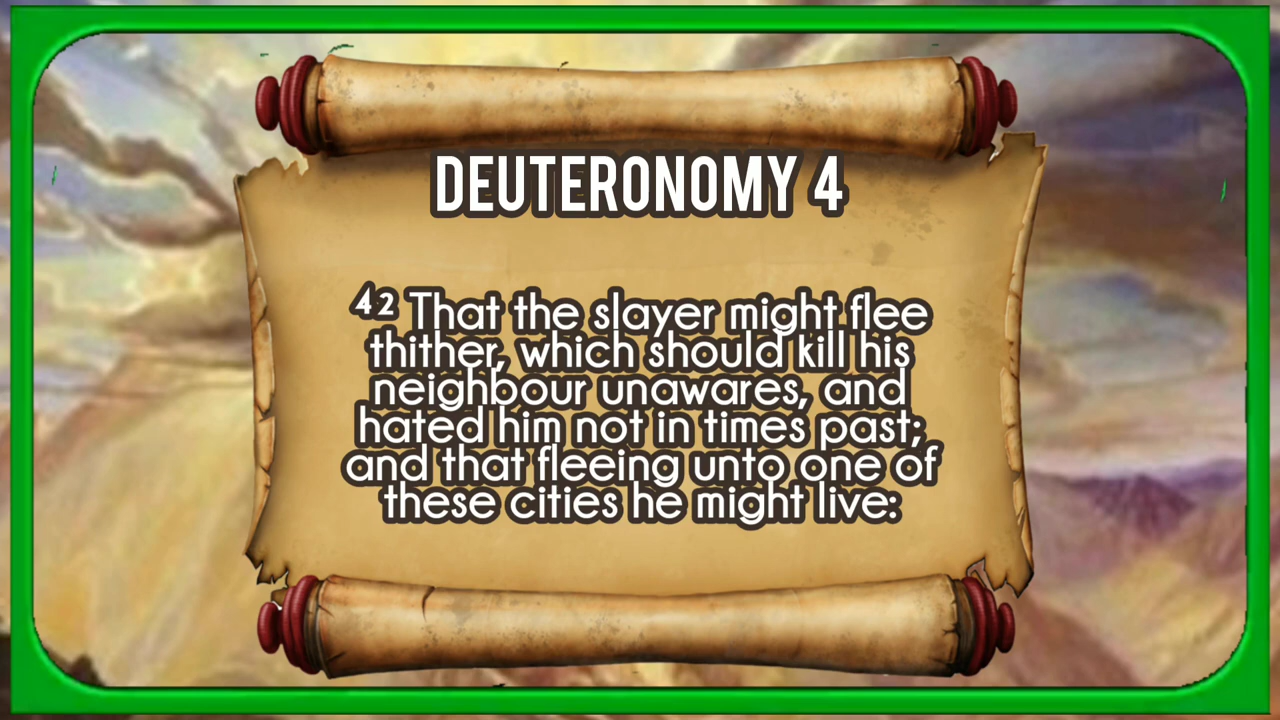 DEUTERONOMY 4
⁴² That the slayer might flee
thither, which should kill his
neighbour unawares, and
hated him not in times past;
and that fleeing unto one of
these cities he might live: